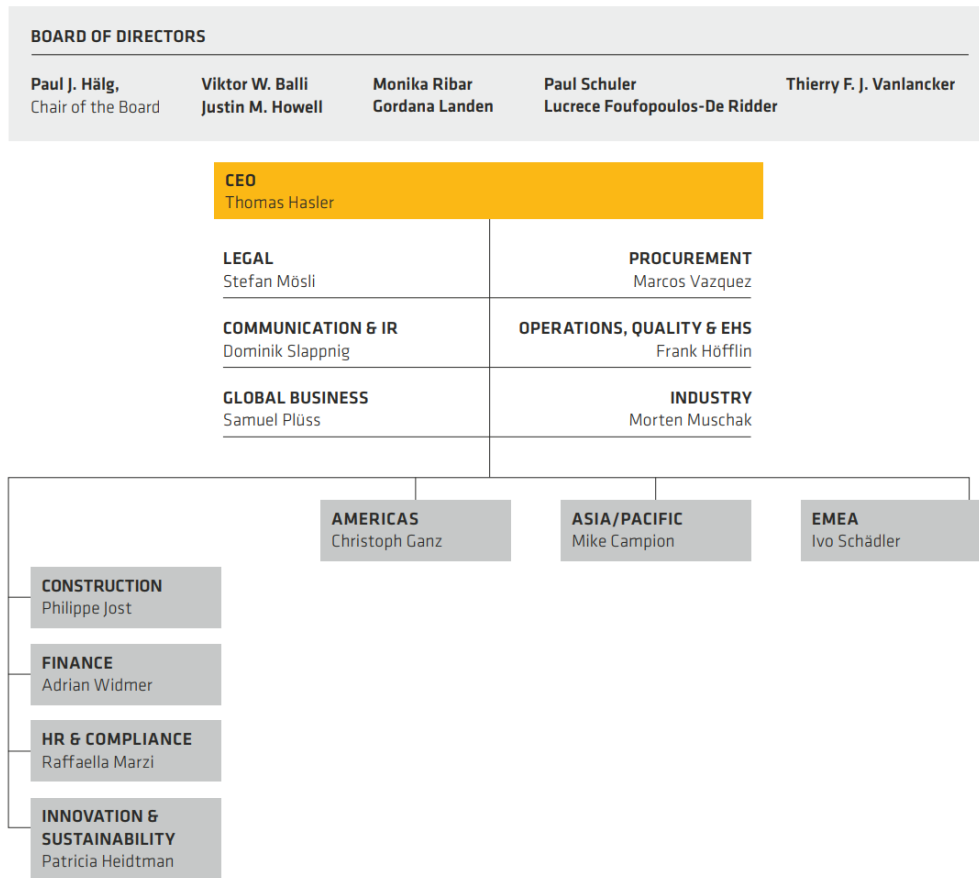 BOARD OF DIRECTORS
Paul J. Hälg,
Chair of the Board
Viktor W. Balli
Justin M. Howell
Monika Ribar
Gordana Landen
Paul Schuler
Lucrece Foufopoulos-De Ridder
Thierry F. J. Vanlancker
CEO
Thomas Hasler
LEGAL
Stefan Mösli
PROCUREMENT
Marcos Vazquez
COMMUNICATION & IR
Dominik Slappnig
OPERATIONS, QUALITY & EHS
Frank Höfflin
GLOBAL BUSINESS
Samuel Plüss
INDUSTRY
Morten Muschak
AMERICAS
Christoph Ganz
ASIA/PACIFIC
Mike Campion
EMEA
Ivo Schädler
CONSTRUCTION
Philippe Jost
FINANCE
Adrian Widmer
HR & COMPLIANCE
Raffaella Marzi
INNOVATION &
SUSTAINABILITY
Patricia Heidtman